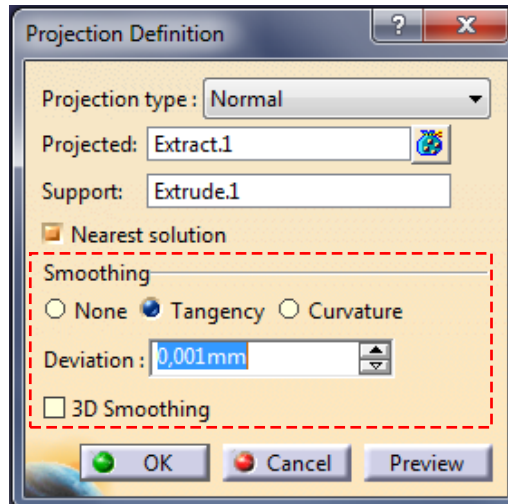 Projection Definition
?
X
Projection type : Normal
Projected: Extract.1
Support: Extrude.1
Nearest solution
Smoothing
None Tangency Curvature
Deviation : 0,001mm
3D Smoothing
OK Cancel Preview